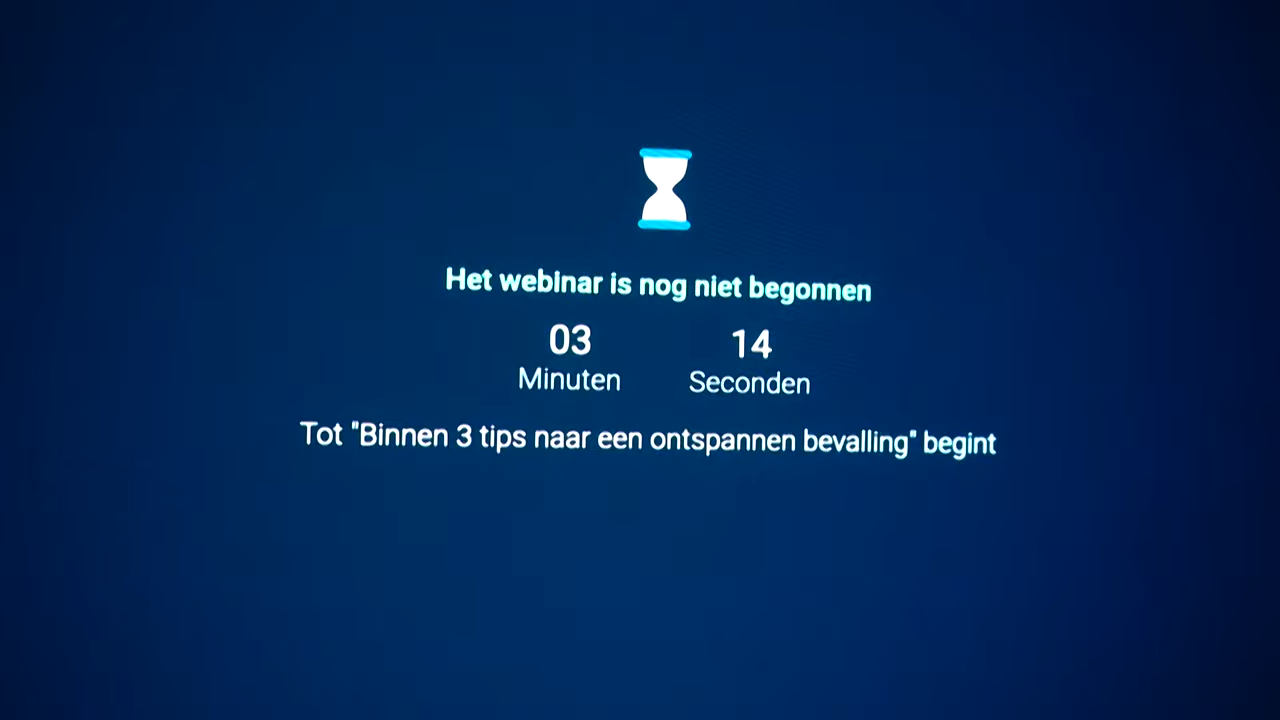 Het webinar is nog niet begonnen
03 14
Minuten Seconden
Tot "Binnen 3 tips naar een ontspannen bevalling" begint